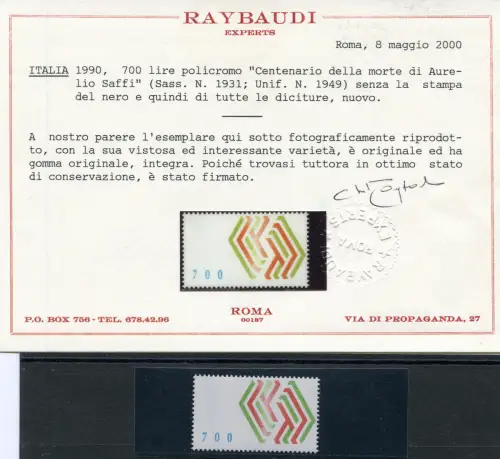 RAYBAUDI
EXPERTS
Roma, 8 maggio 2000
ITALIA 1990, 700 lire policromo "Centenario della morte di Aure-
lio Saffi" (Sass. N. 1931; Unif. N. 1949) senza la stampa
del nero e quindi di tutte le diciture, nuovo.
A nostro parere l'esemplare qui sotto fotograficamente riprodot-
to, con la sua vistosa ed interessante varietà, è originale ed ha
gomma originale, integra. Poiché trovasi tuttora in ottimo stato
di conservazione, è stato firmato.
700
P.O. BOX 756 - TEL. 678.42.96
ROMA
00187
VIA DI PROPAGANDA, 27
700